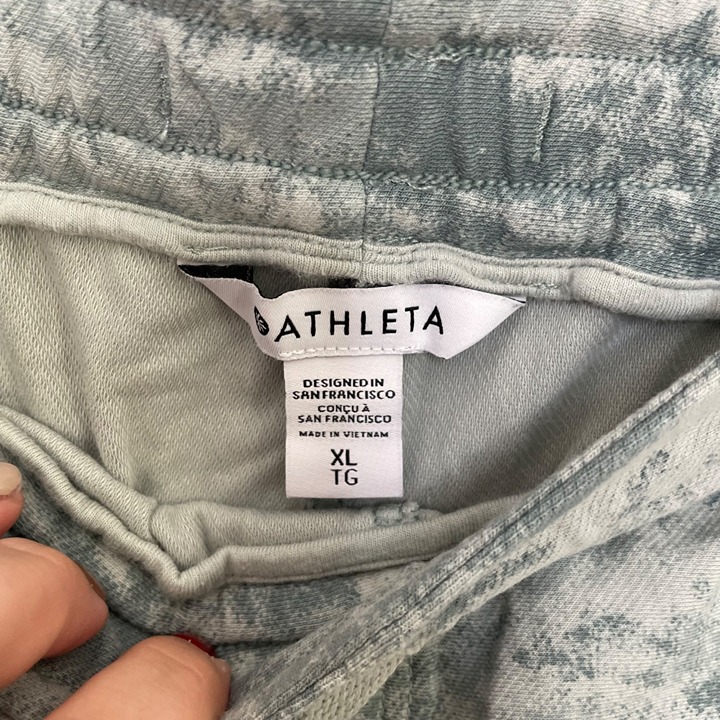 ATHLETA
DESIGNED IN
SAN FRANCISCO
CONÇU À
SAN FRANCISCO
MADE IN VIETNAM
XL
TG